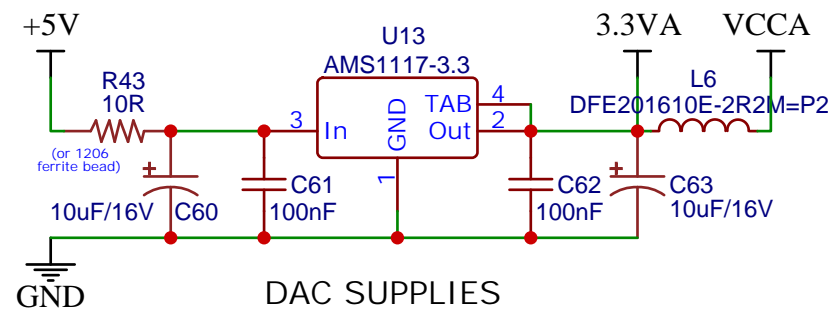 +5V
U13
AMS1117-3.3
3.3VA
VCCA
R43
10R
L6
DFE201610E-2R2M=P2
(or 1206
ferrite bead)
3
In
GND
1
TAB
4
Out
2
C61
100nF
C62
100nF
C63
10uF/16V
10uF/16V
C60
GND
DAC SUPPLIES